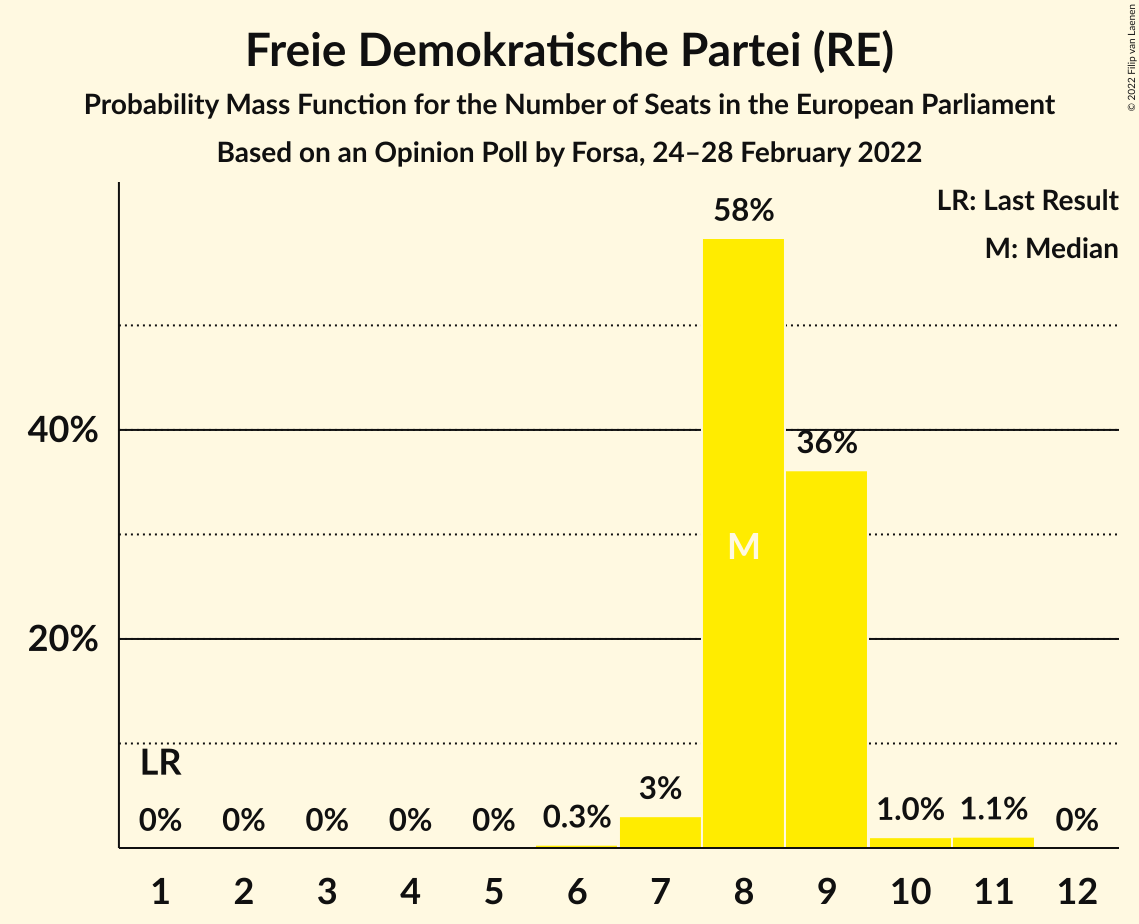 Freie Demokratische Partei (RE)
Probability Mass Function for the Number of Seats in the European Parliament
Based on an Opinion Poll by Forsa, 24–28 February 2022
© 2022 Filip van Laenen
LR: Last Result
M: Median
58%
40%
36%
M
20%
LR
0% 0% 0% 0% 0% 0.3% 3% 1.0% 1.1% 0%
1 2 3 4 5 6 7 8 9 10 11 12